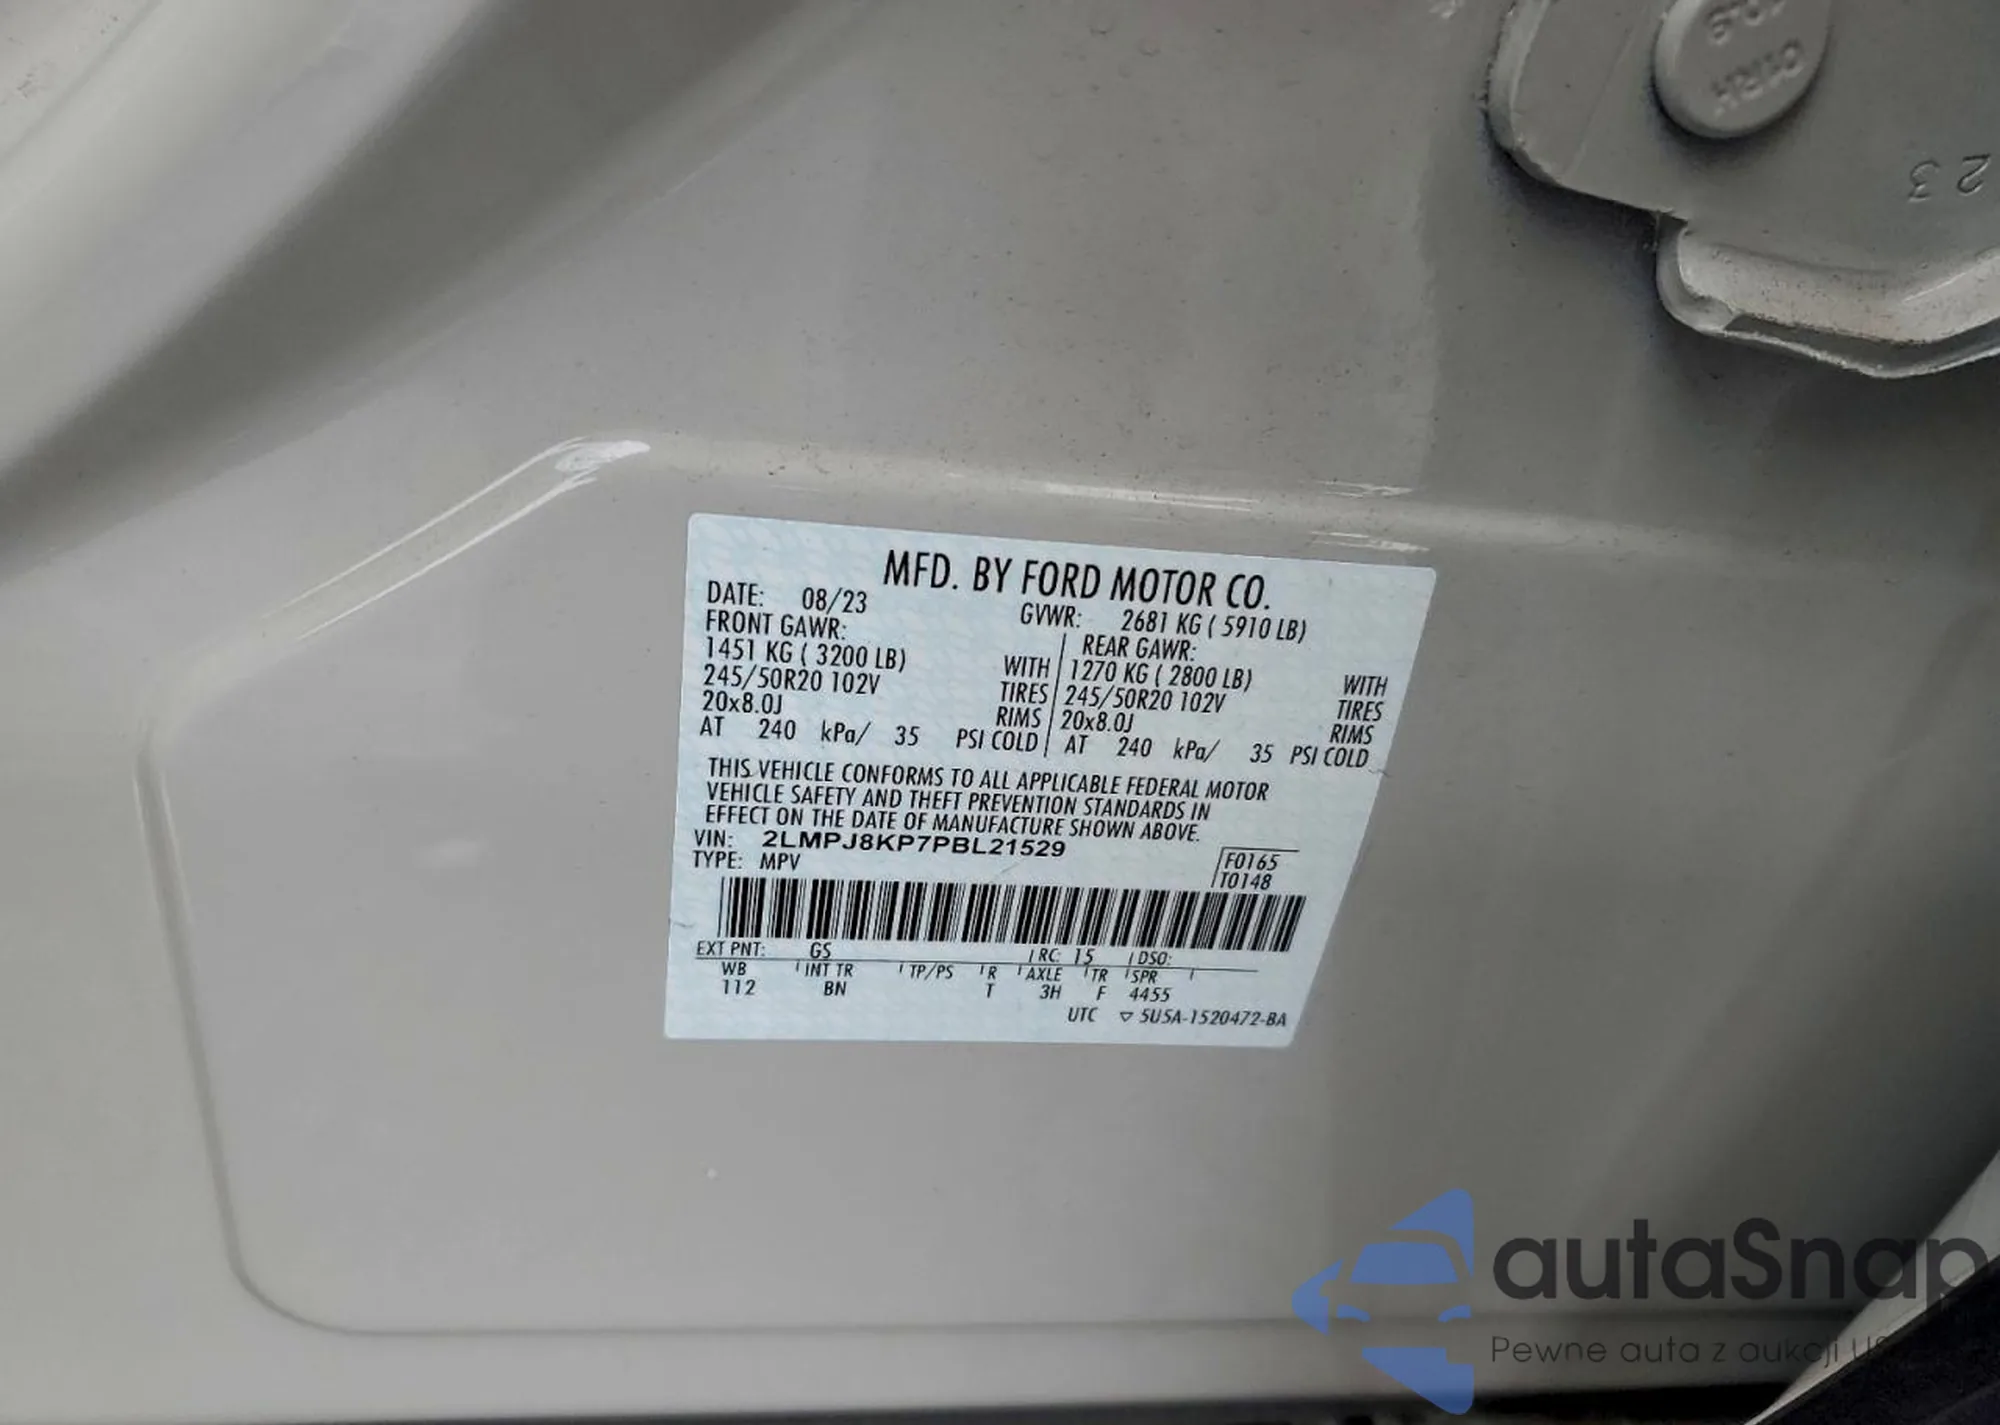 23
MFD. BY FORD MOTOR CO.
DATE: 08/23 GVWR: 2681 KG ( 5910 LB)
FRONT GAWR: REAR GAWR:
1451 KG ( 3200 LB) WITH 1270 KG ( 2800 LB) WITH
245/50R20 102V TIRES 245/50R20 102V TIRES
20x8.0J RIMS 20x8.0J RIMS
AT 240 kPa/ 35 PSI COLD AT 240 kPa/ 35 PSI COLD
THIS VEHICLE CONFORMS TO ALL APPLICABLE FEDERAL MOTOR
VEHICLE SAFETY AND THEFT PREVENTION STANDARDS IN
EFFECT ON THE DATE OF MANUFACTURE SHOWN ABOVE.
VIN: 2LMPJ8KP7PBL21529
TYPE: MPV F0165
T0148
EXT PNT: GS RC: 15 DSO:
WB INT TR TP/PS R AXLE TR SPR
112 BN T 3H F 4455
UTC ▽ 5U5A-1520472-BA
autaSnap
Pewne auta z aukcji